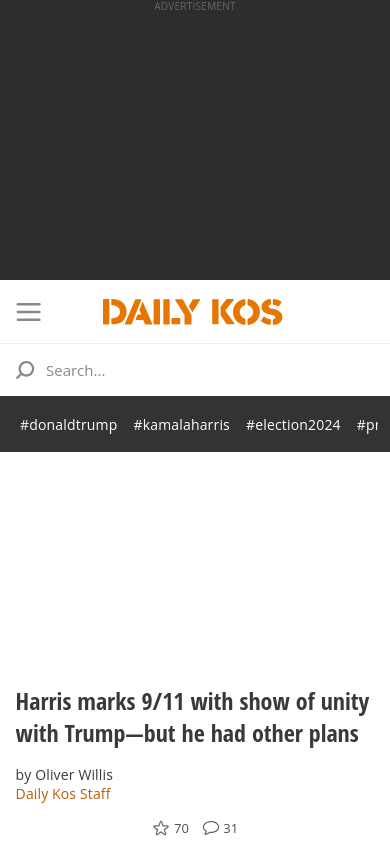 ADVERTISEMENT
DAILY KOS
Search...
#donaldtrump #kamalaharris #election2024 #pr
Harris marks 9/11 with show of unity
with Trump—but he had other plans
by Oliver Willis
Daily Kos Staff
70 31